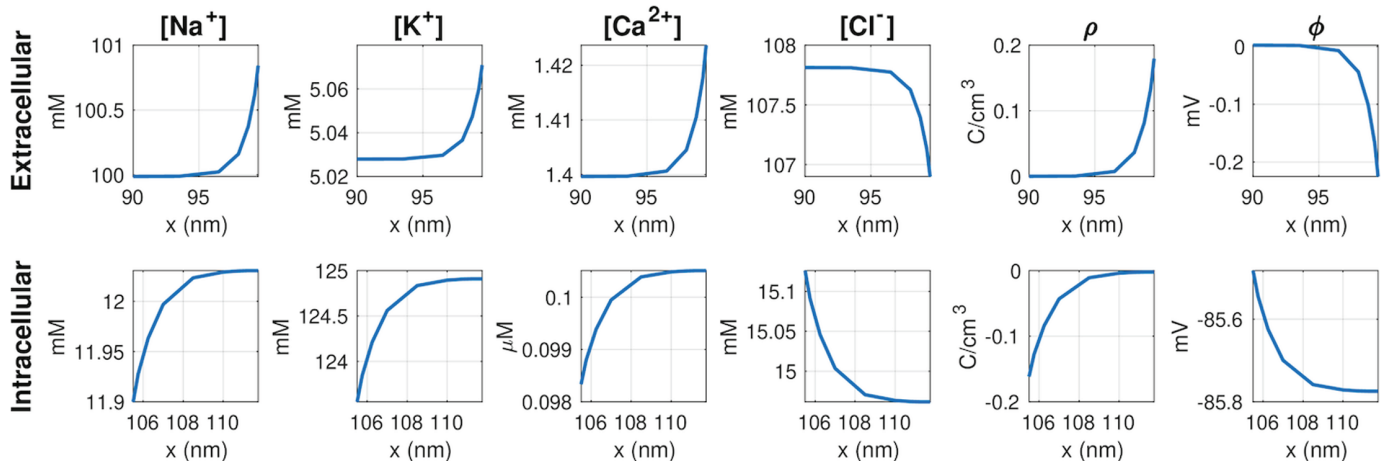 [Na⁺] [K⁺] [Ca²⁺] [Cl⁻] ρ ϕ
Extracellular
mM
101
100.5
100
90 95
x (nm)
mM
5.06
5.04
5.02
90 95
x (nm)
mM
1.42
1.41
1.4
90 95
x (nm)
mM
108
107.5
107
90 95
x (nm)
C/cm³
0.2
0.1
0
90 95
x (nm)
mV
0
-0.1
-0.2
90 95
x (nm)
Intracellular
mM
12
11.95
11.9
106 108 110
x (nm)
mM
125
124.5
124
106 108 110
x (nm)
μM
0.1
0.099
0.098
106 108 110
x (nm)
mM
15.1
15.05
15
106 108 110
x (nm)
C/cm³
0
-0.1
-0.2
106 108 110
x (nm)
mV
-85.6
-85.8
106 108 110
x (nm)